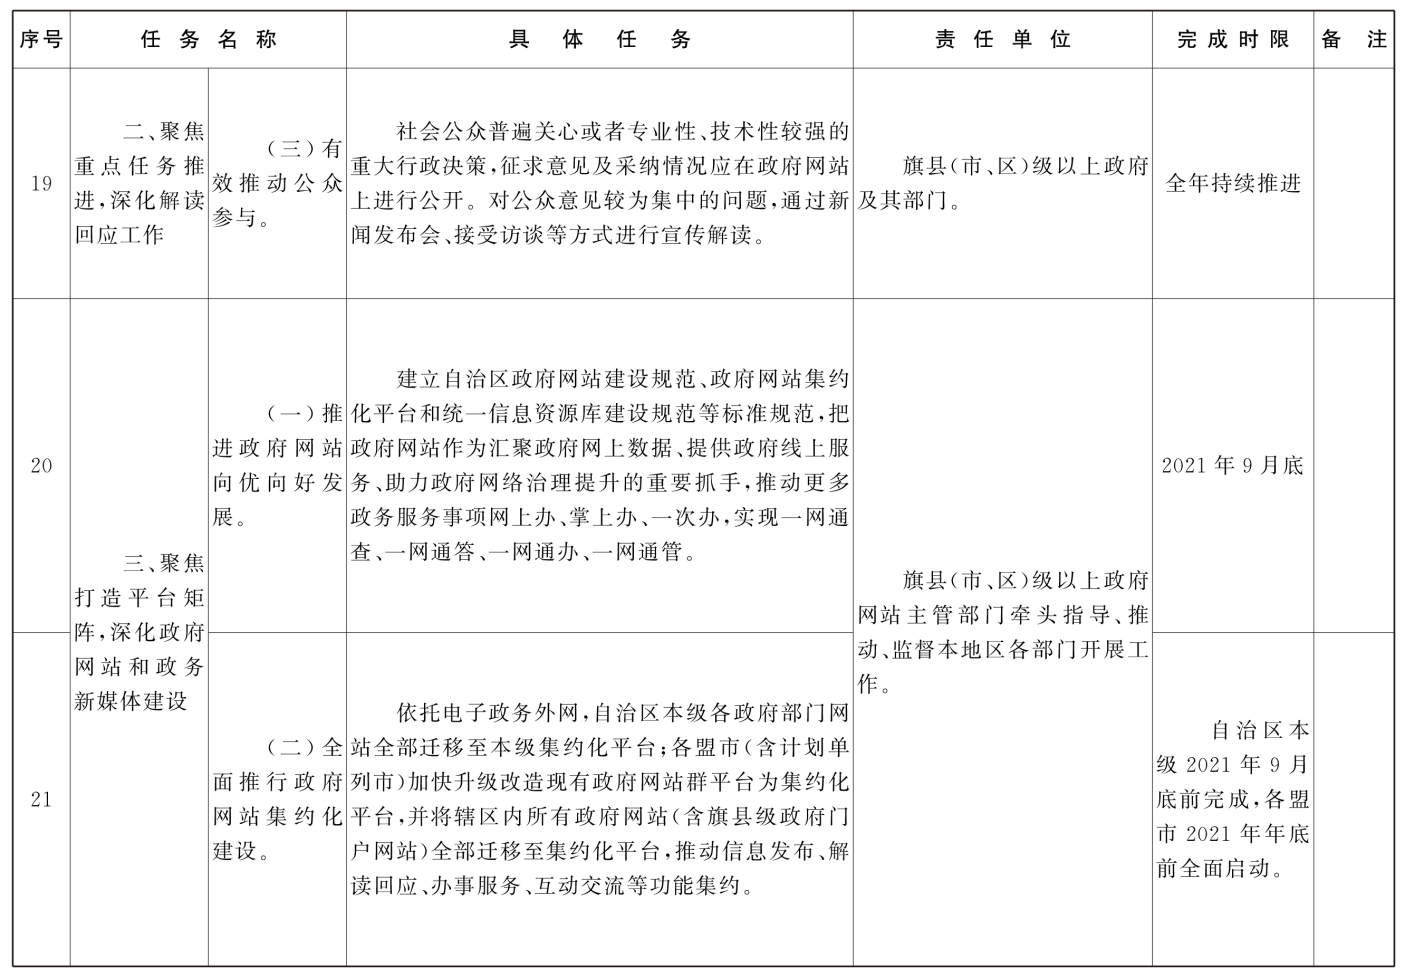 序号 任务名称 具体任务 责任单位 完成时限 备注
19
二、聚焦
重点任务推
进,深化解读
回应工作
(三)有
效推动公众
参与。
社会公众普遍关心或者专业性、技术性较强的
重大行政决策,征求意见及采纳情况应在政府网站
上进行公开。对公众意见较为集中的问题,通过新
闻发布会、接受访谈等方式进行宣传解读。
旗县(市、区)级以上政府
及其部门。
全年持续推进
20
三、聚焦
打造平台矩
阵,深化政府
网站和政务
新媒体建设
(一)推
进政府网站
向优向好发
展。
建立自治区政府网站建设规范、政府网站集约
化平台和统一信息资源库建设规范等标准规范,把
政府网站作为汇聚政府网上数据、提供政府线上服
务、助力政府网络治理提升的重要抓手,推动更多
政务服务事项网上办、掌上办、一次办,实现一网通
查、一网通答、一网通办、一网通管。
旗县(市、区)级以上政府
网站主管部门牵头指导、推
动、监督本地区各部门开展工
作。
2021年9月底
21
(二)全
面推行政府
网站集约化
建设。
依托电子政务外网,自治区本级各政府部门网
站全部迁移至本级集约化平台;各盟市(含计划单
列市)加快升级改造现有政府网站群平台为集约化
平台,并将辖区内所有政府网站(含旗县级政府门
户网站)全部迁移至集约化平台,推动信息发布、解
读回应、办事服务、互动交流等功能集约。
自治区本
级2021年9月
底前完成,各盟
市2021年年底
前全面启动。